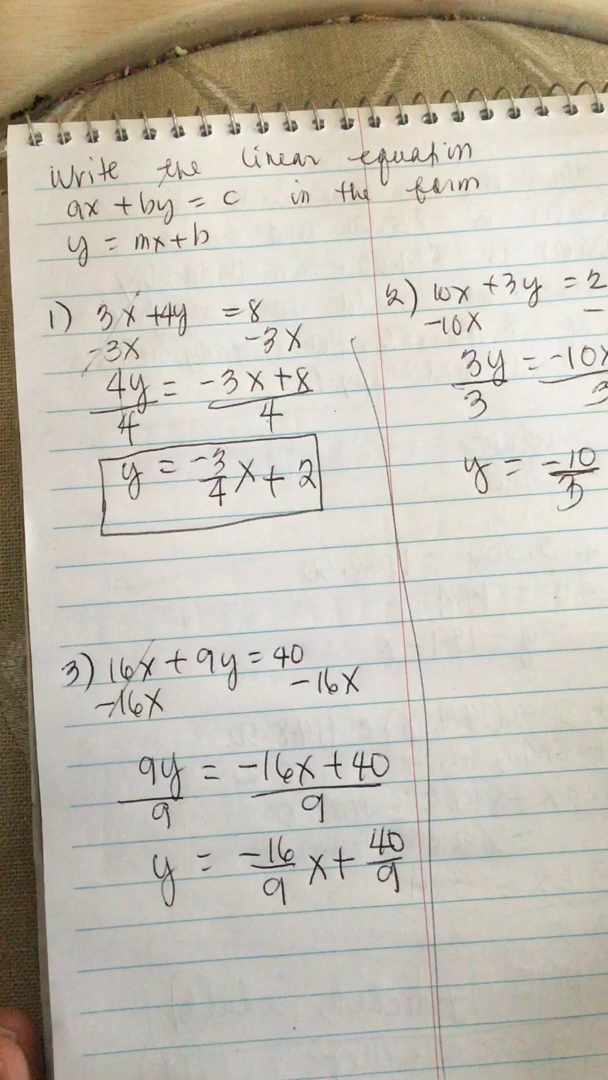 Write the linear equation
ax + by = c in the form
y = mx + b
1) 3x + 4y = 8
-3x -3x
4y = -3x + 8
4 4
y = -3/4 x + 2
2) 10x + 3y = 2
-10x -
3y = -10x
3 3
y = -10/3
3) 16x + 9y = 40
-16x -16x
9y = -16x + 40
9 9
y = -16/9 x + 40/9